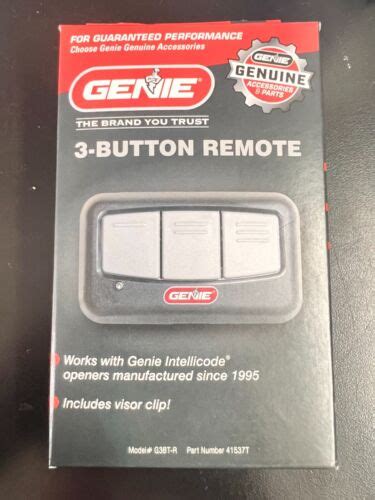 FOR GUARANTEED PERFORMANCE
Choose Genie Genuine Accessories
GENIE®
THE BRAND YOU TRUST
GENIE
GENUINE
ACCESSORIES
& PARTS
3-BUTTON REMOTE
GENIE
Works with Genie Intellicode®
openers manufactured since 1995
Includes visor clip!
Model# G3BT-R Part Number 41537T